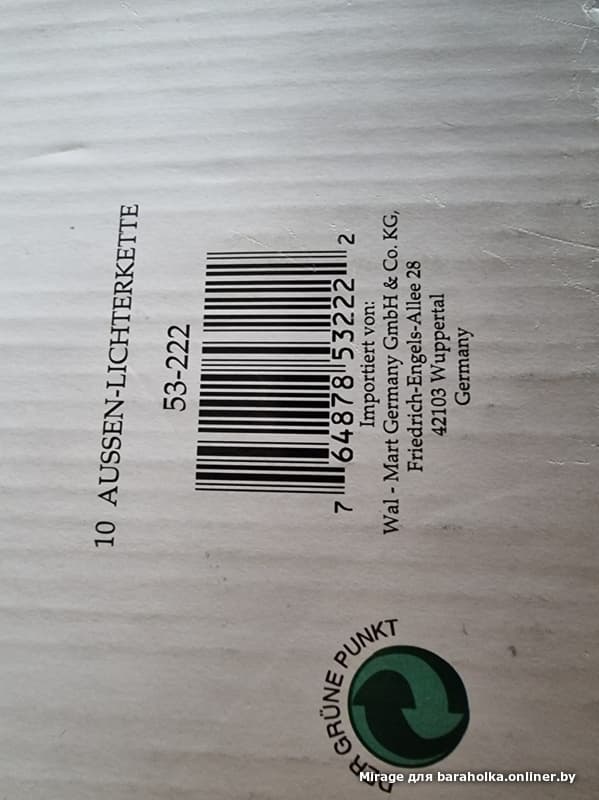 10 AUSSEN-LICHTERKETTE
53-222
7 64878 53222 2
Importiert von:
Wal - Mart Germany GmbH & Co. KG,
Friedrich-Engels-Allee 28
42103 Wuppertal
Germany
DER GRÜNE PUNKT
Mirage для baraholka.onliner.by